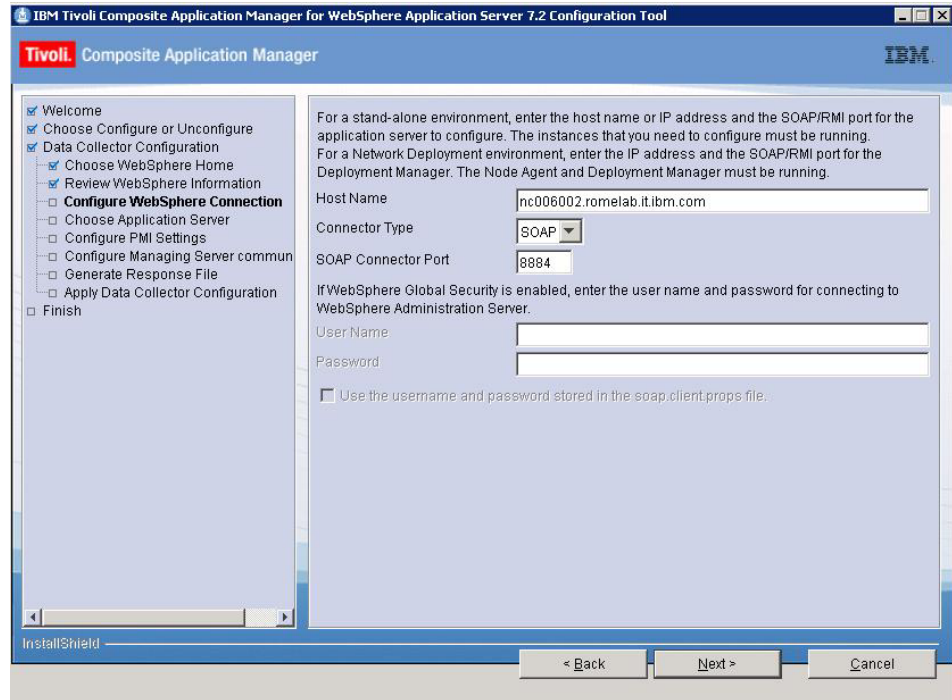 IBM Tivoli Composite Application Manager for WebSphere Application Server 7.2 Configuration Tool
Tivoli. Composite Application Manager
IBM.
Welcome
Choose Configure or Unconfigure
Data Collector Configuration
Choose WebSphere Home
Review WebSphere Information
Configure WebSphere Connection
Choose Application Server
Configure PMI Settings
Configure Managing Server commun
Generate Response File
Apply Data Collector Configuration
Finish
For a stand-alone environment, enter the host name or IP address and the SOAP/RMI port for the
application server to configure. The instances that you need to configure must be running.
For a Network Deployment environment, enter the IP address and the SOAP/RMI port for the
Deployment Manager. The Node Agent and Deployment Manager must be running.
Host Name nc006002.romelab.it.ibm.com
Connector Type SOAP
SOAP Connector Port 8884
If WebSphere Global Security is enabled, enter the user name and password for connecting to
WebSphere Administration Server.
User Name
Password
Use the username and password stored in the soap.client.props file.
InstallShield
< Back Next > Cancel